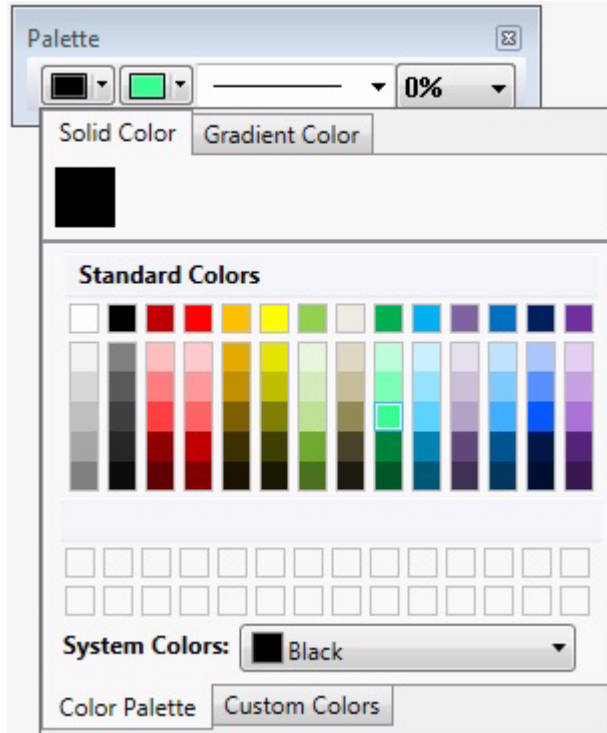 Palette
0%
Solid Color Gradient Color
Standard Colors
System Colors: Black
Color Palette Custom Colors